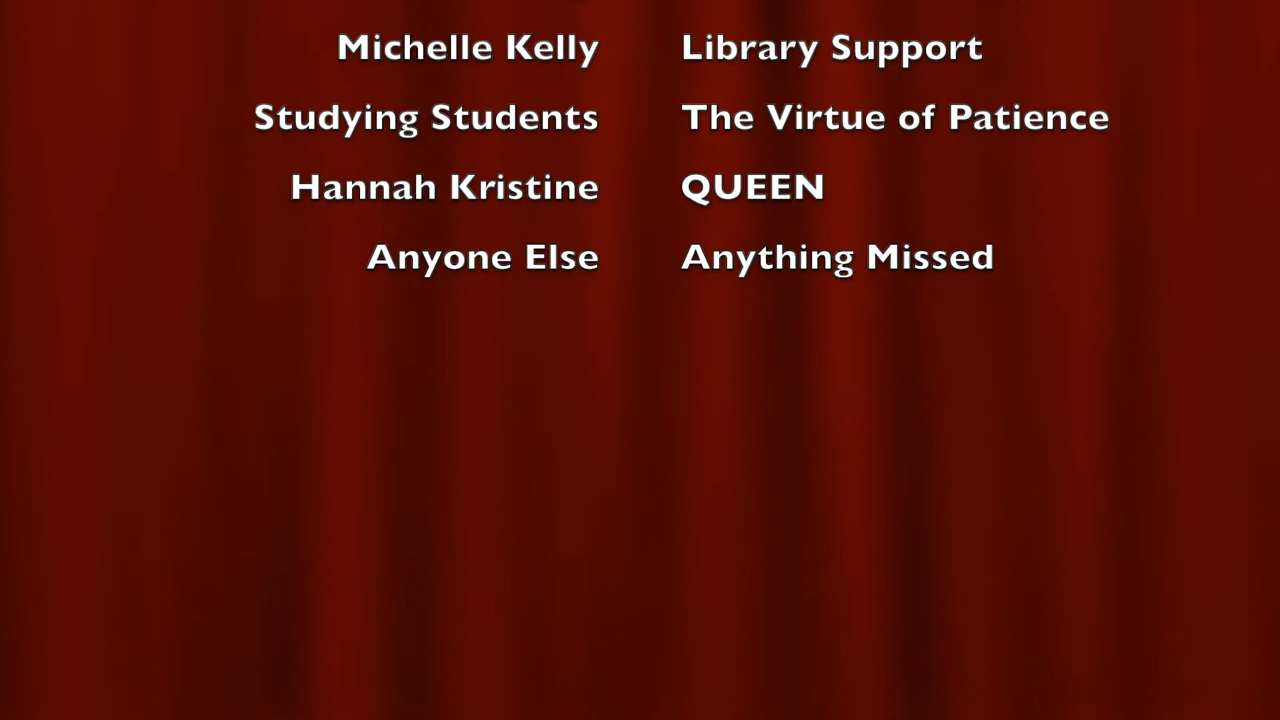 Michelle Kelly Library Support
Studying Students The Virtue of Patience
Hannah Kristine QUEEN
Anyone Else Anything Missed